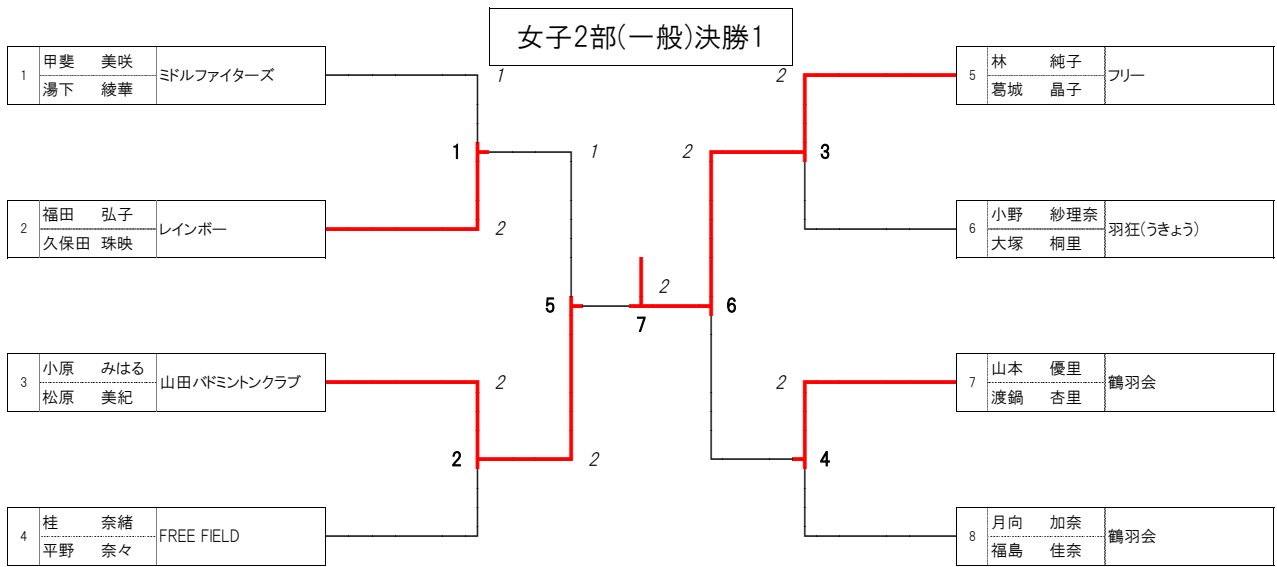 女子2部(一般)決勝1
1 甲斐 美咲 ミドルファイターズ
湯下 綾華
1
1
1
2 福田 弘子 レインボー
久保田 珠映
2
5
3 小原 みはる 山田バドミントンクラブ
松原 美紀
2
2
2
4 桂 奈緒 FREE FIELD
平野 奈々
7
2
5 林 純子 フリー
葛城 晶子
2
2
3
6 小野 紗理奈 羽狂(うきょう)
大塚 桐里
6
7 山本 優里 鶴羽会
渡鍋 杏里
2
4
8 月向 加奈 鶴羽会
福島 佳奈